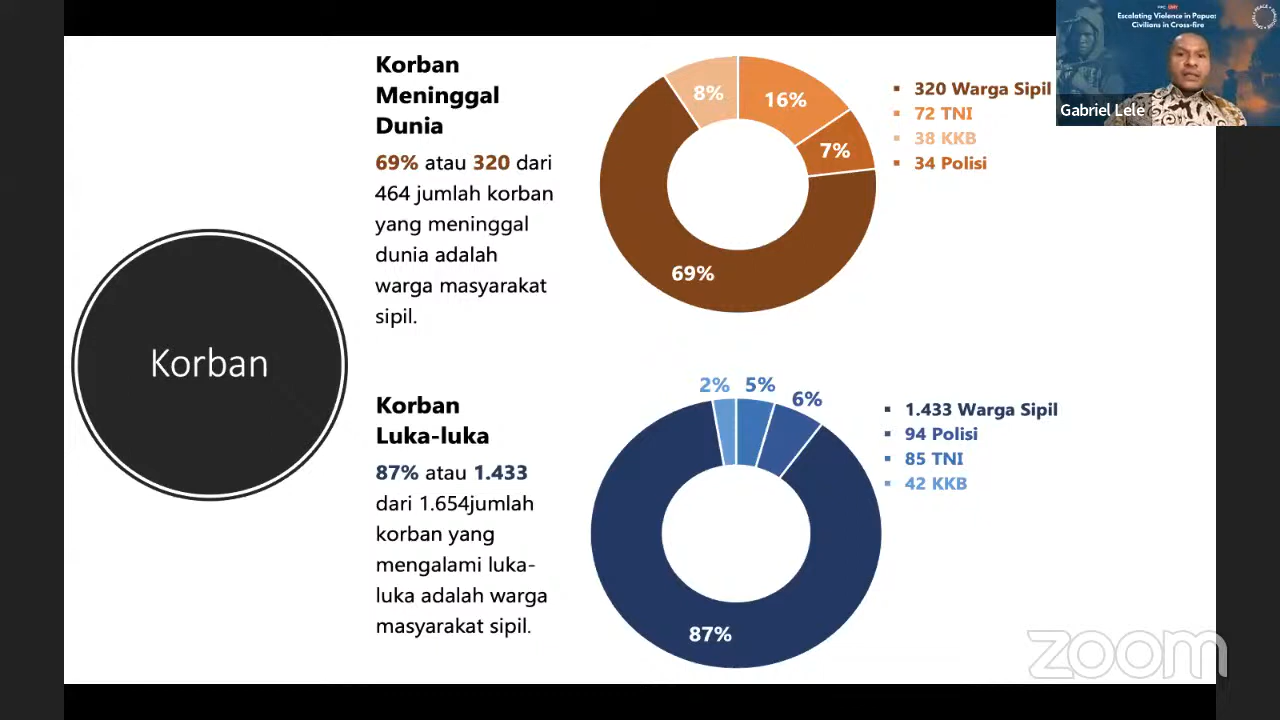 Korban
Korban
Meninggal
Dunia
69% atau 320 dari
464 jumlah korban
yang meninggal
dunia adalah
warga masyarakat
sipil.
8%
16%
7%
69%
320 Warga Sipil
72 TNI
38 KKB
34 Polisi
Korban
Luka-luka
87% atau 1.433
dari 1.654jumlah
korban yang
mengalami luka-
luka adalah warga
masyarakat sipil.
2%
5%
6%
87%
1.433 Warga Sipil
94 Polisi
85 TNI
42 KKB
Escalating Violence in Papua:
Civilians in Cross-fire
Gabriel Lele
zoom